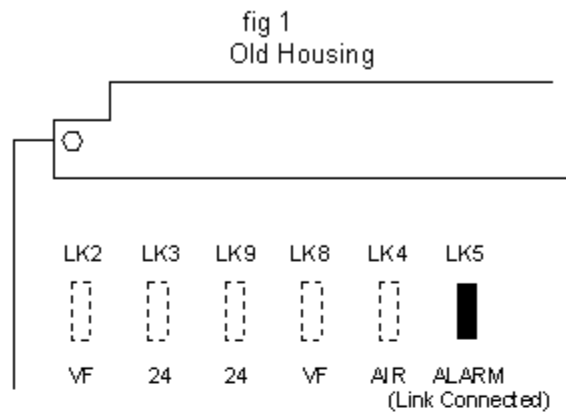 fig 1
Old Housing
LK2 LK3 LK9 LK8 LK4 LK5
VF 24 24 VF AIR ALARM
(Link Connected)